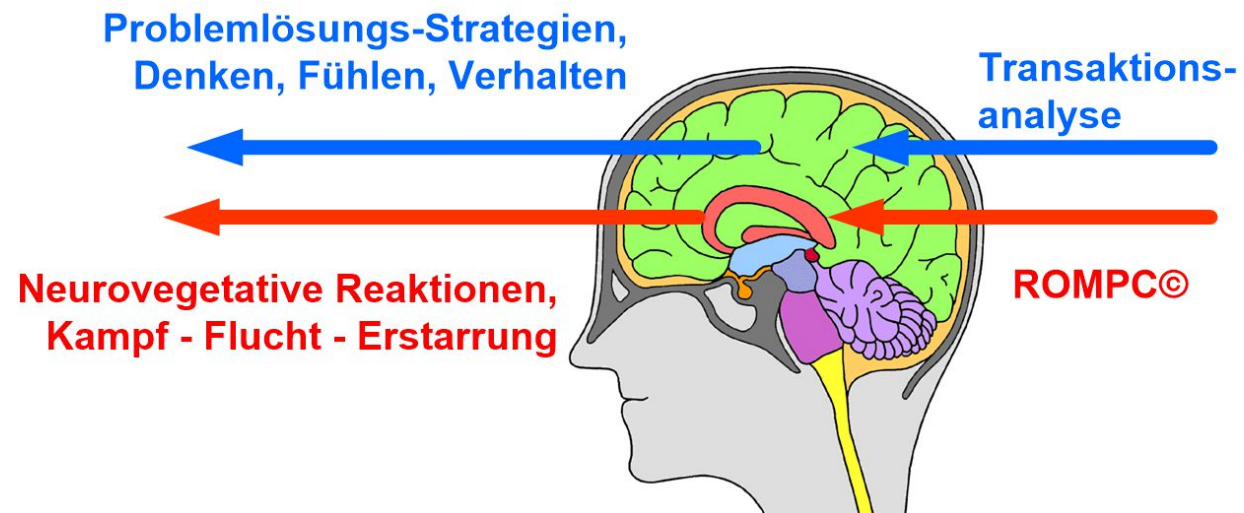 Problemlösungs-Strategien,
Denken, Fühlen, Verhalten
Transaktions-
analyse
Neurovegetative Reaktionen,
Kampf - Flucht - Erstarrung
ROMPC©